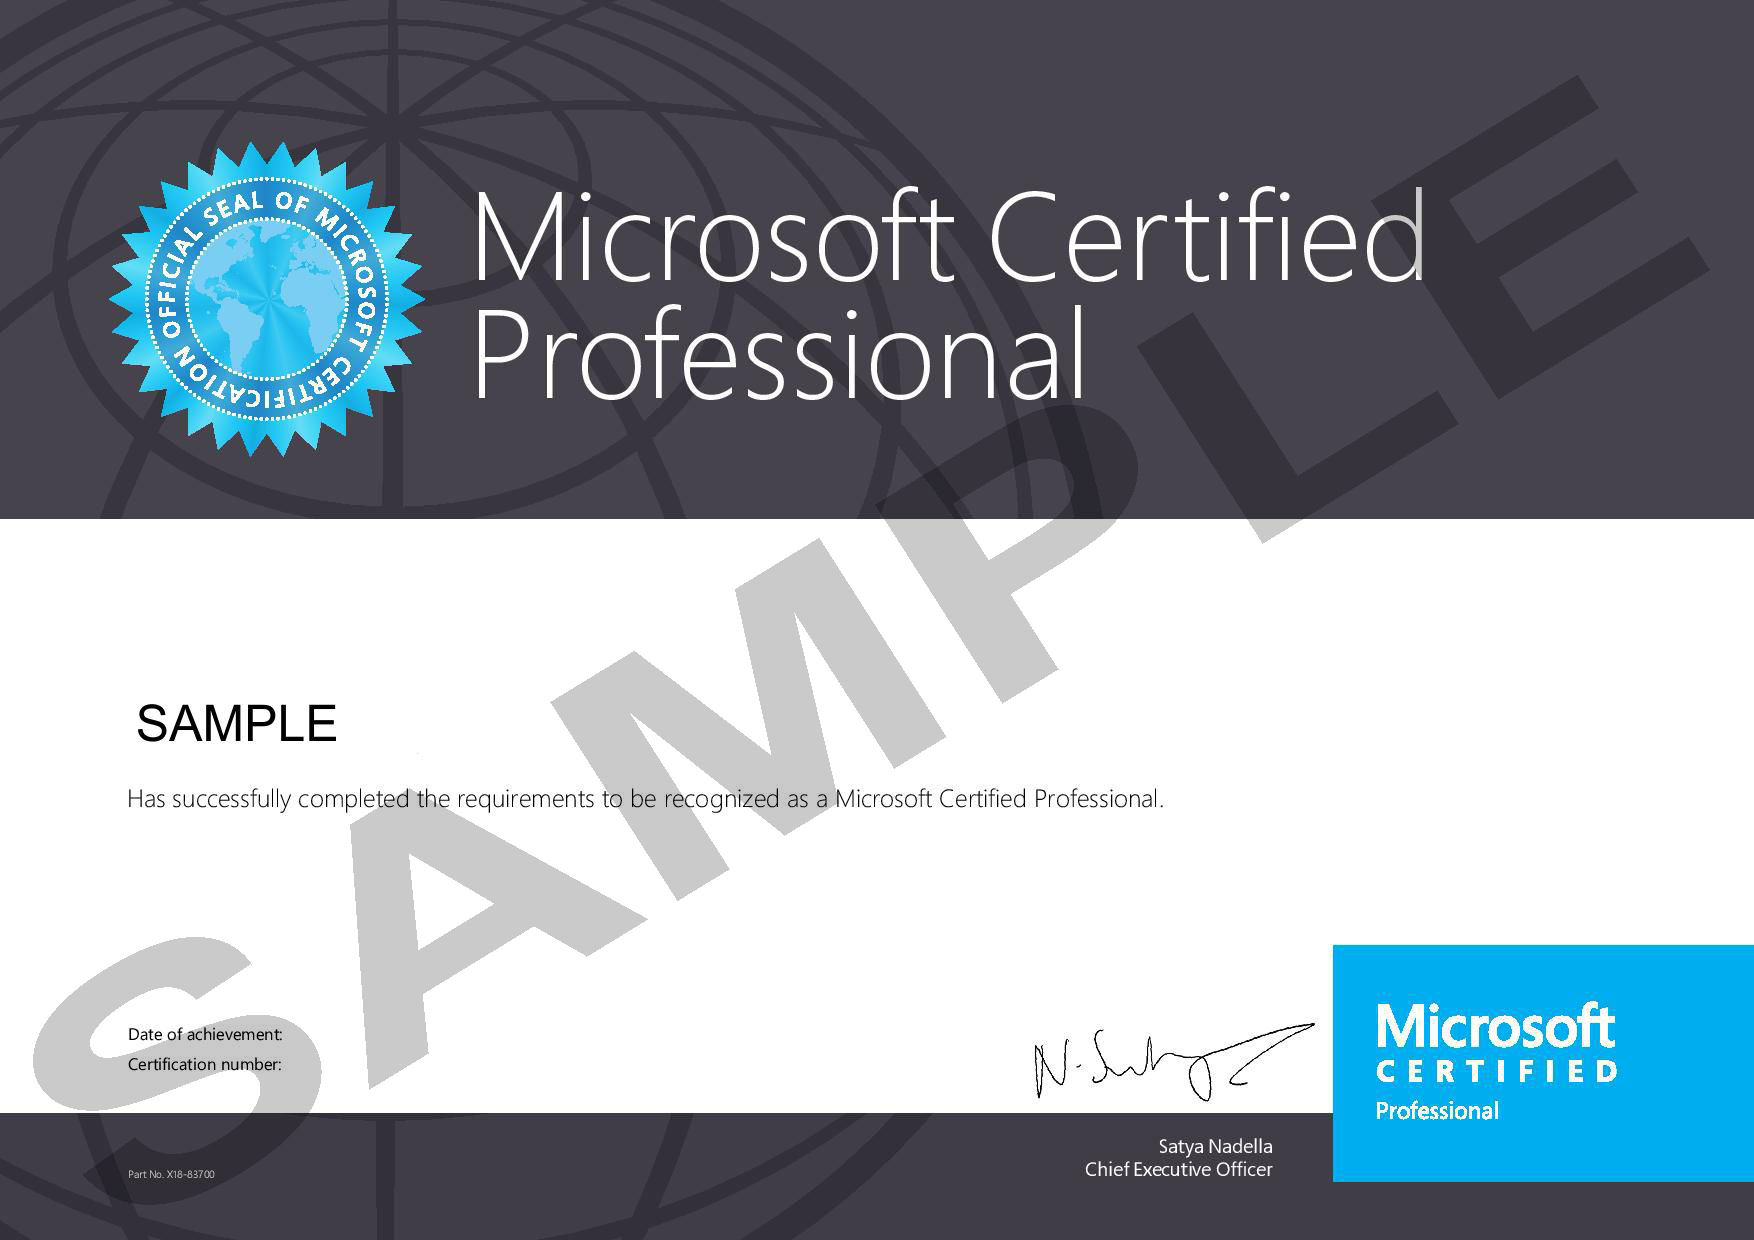 OFFICIAL SEAL OF MICROSOFT CERTIFICATION
Microsoft Certified
Professional
SAMPLE
SAMPLE
Has successfully completed the requirements to be recognized as a Microsoft Certified Professional.
Date of achievement:
Certification number:
N. Satya
Satya Nadella
Chief Executive Officer
Part No. X18-83700
Microsoft
CERTIFIED
Professional